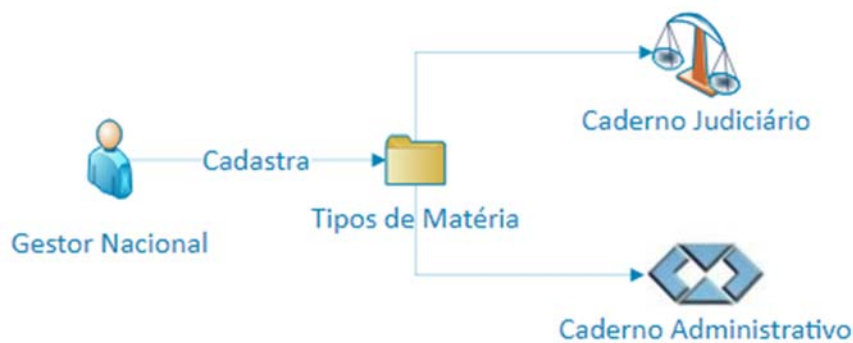 Caderno Judiciário
Cadastra
Tipos de Matéria
Gestor Nacional
Caderno Administrativo